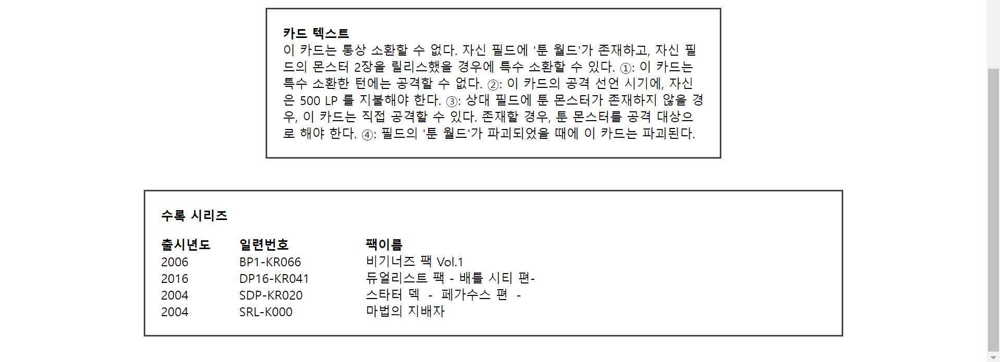 카드 텍스트
이 카드는 통상 소환할 수 없다. 자신 필드에 '툰 월드'가 존재하고, 자신 필
드의 몬스터 2장을 릴리스했을 경우에 특수 소환할 수 있다. ①: 이 카드는
특수 소환한 턴에는 공격할 수 없다. ②: 이 카드의 공격 선언 시기에, 자신
은 500 LP 를 지불해야 한다. ③: 상대 필드에 툰 몬스터가 존재하지 않을 경
우, 이 카드는 직접 공격할 수 있다. 존재할 경우, 툰 몬스터를 공격 대상으
로 해야 한다. ④: 필드의 '툰 월드'가 파괴되었을 때에 이 카드는 파괴된다.
수록 시리즈
출시년도 일련번호 팩이름
2006 BP1-KR066 비기너즈 팩 Vol.1
2016 DP16-KR041 듀얼리스트 팩 - 배틀 시티 편-
2004 SDP-KR020 스타터 덱 - 페가수스 편 -
2004 SRL-K000 마법의 지배자